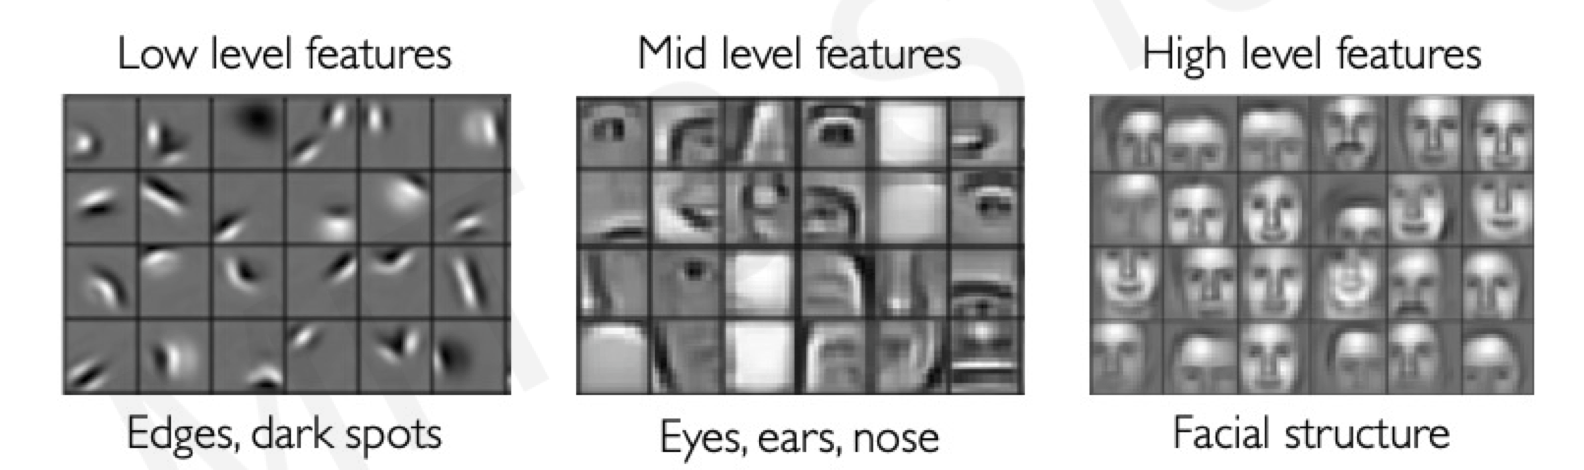 Low level features
Mid level features
High level features
Edges, dark spots
Eyes, ears, nose
Facial structure